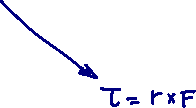 τ = r × F